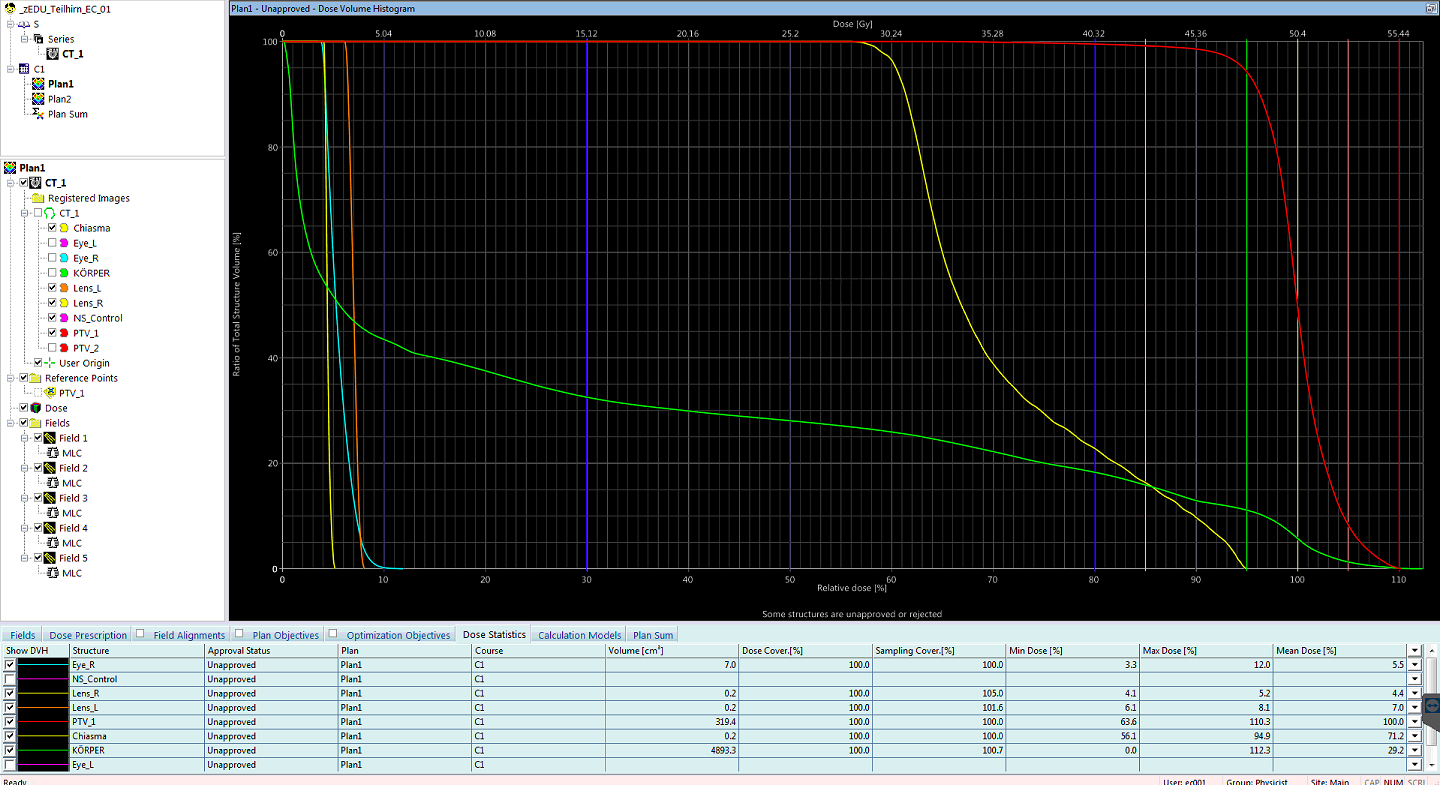 _zEDU_Teilhirn_EC_01
S
Series
CT_1
C1
Plan1
Plan2
Plan Sum
Plan1
CT_1
Registered Images
CT_1
Chiasma
Eye_L
Eye_R
KÖRPER
Lens_L
Lens_R
NS_Control
PTV_1
PTV_2
User Origin
Reference Points
PTV_1
Dose
Fields
Field 1
MLC
Field 2
MLC
Field 3
MLC
Field 4
MLC
Field 5
MLC
Plan1 - Unapproved - Dose Volume Histogram
Dose [Gy]
0 5.04 10.08 15.12 20.16 25.2 30.24 35.28 40.32 45.36 50.4 55.44
100
80
60
40
20
0
Ratio of Total Structure Volume [%]
0 10 20 30 40 50 60 70 80 90 100 110
Relative dose [%]
Some structures are unapproved or rejected
Fields Dose Prescription Field Alignments Plan Objectives Optimization Objectives Dose Statistics Calculation Models Plan Sum
Show DVH Structure Approval Status Plan Course Volume [cm³] Dose Cover.[%] Sampling Cover.[%] Min Dose [%] Max Dose [%] Mean Dose [%]
Eye_R Unapproved Plan1 C1 7.0 100.0 100.0 3.3 12.0 5.5
NS_Control Unapproved Plan1 C1
Lens_R Unapproved Plan1 C1 0.2 100.0 105.0 4.1 5.2 4.4
Lens_L Unapproved Plan1 C1 0.2 100.0 101.6 6.1 8.1 7.0
PTV_1 Unapproved Plan1 C1 319.4 100.0 100.0 63.6 110.3 100.0
Chiasma Unapproved Plan1 C1 0.2 100.0 100.0 56.1 94.9 71.2
KÖRPER Unapproved Plan1 C1 4893.3 100.0 100.7 0.0 112.3 29.2
Eye_L Unapproved Plan1 C1
Ready User: ec001 Group: Physicist Site: Main CAP NUM SCRL